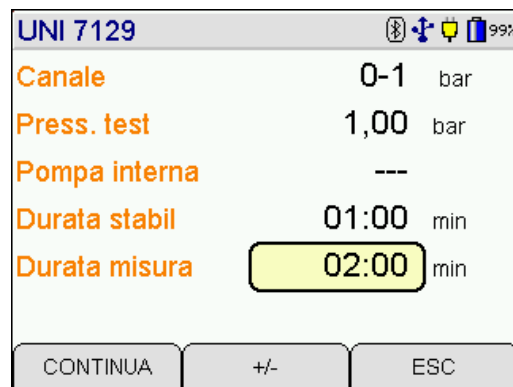 UNI 7129 99%
Canale 0-1 bar
Press. test 1,00 bar
Pompa interna ---
Durata stabil 01:00 min
Durata misura 02:00 min
CONTINUA +/- ESC